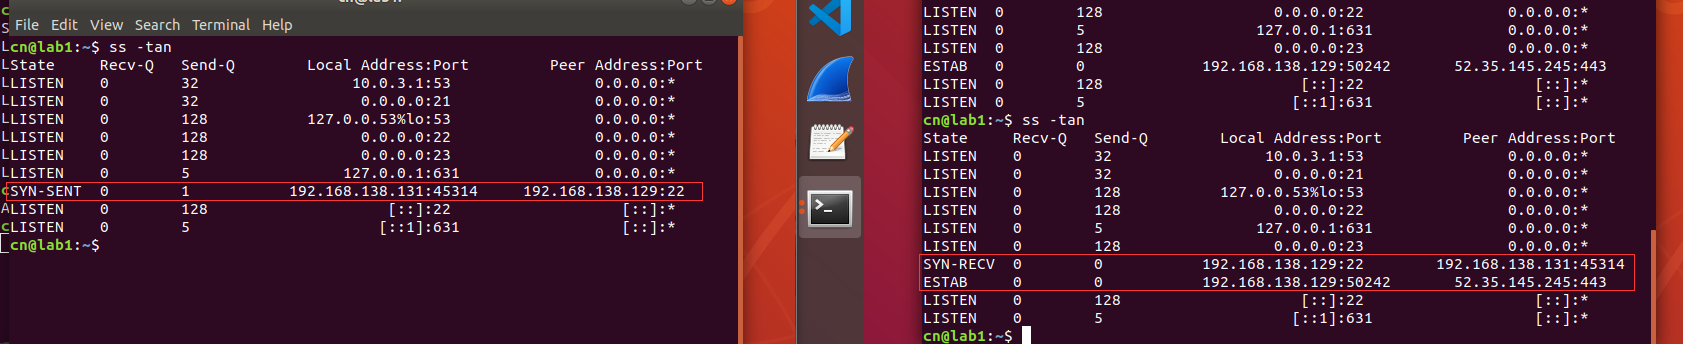 cn@lab1:~
File Edit View Search Terminal Help
cn@lab1:~$ ss -tan
State Recv-Q Send-Q Local Address:Port Peer Address:Port
LISTEN 0 32 10.0.3.1:53 0.0.0.0:*
LISTEN 0 32 0.0.0.0:21 0.0.0.0:*
LISTEN 0 128 127.0.0.53%lo:53 0.0.0.0:*
LISTEN 0 128 0.0.0.0:22 0.0.0.0:*
LISTEN 0 128 0.0.0.0:23 0.0.0.0:*
LISTEN 0 5 127.0.0.1:631 0.0.0.0:*
SYN-SENT 0 1 192.168.138.131:45314 192.168.138.129:22
LISTEN 0 128 [::]:22 [::]:*
LISTEN 0 5 [::1]:631 [::]:*
cn@lab1:~$
LISTEN 0 128 0.0.0.0:22 0.0.0.0:*
LISTEN 0 5 127.0.0.1:631 0.0.0.0:*
LISTEN 0 128 0.0.0.0:23 0.0.0.0:*
ESTAB 0 0 192.168.138.129:50242 52.35.145.245:443
LISTEN 0 128 [::]:22 [::]:*
LISTEN 0 5 [::1]:631 [::]:*
cn@lab1:~$ ss -tan
State Recv-Q Send-Q Local Address:Port Peer Address:Port
LISTEN 0 32 10.0.3.1:53 0.0.0.0:*
LISTEN 0 32 0.0.0.0:21 0.0.0.0:*
LISTEN 0 128 127.0.0.53%lo:53 0.0.0.0:*
LISTEN 0 128 0.0.0.0:22 0.0.0.0:*
LISTEN 0 5 127.0.0.1:631 0.0.0.0:*
LISTEN 0 128 0.0.0.0:23 0.0.0.0:*
SYN-RECV 0 0 192.168.138.129:22 192.168.138.131:45314
ESTAB 0 0 192.168.138.129:50242 52.35.145.245:443
LISTEN 0 128 [::]:22 [::]:*
LISTEN 0 5 [::1]:631 [::]:*
cn@lab1:~$